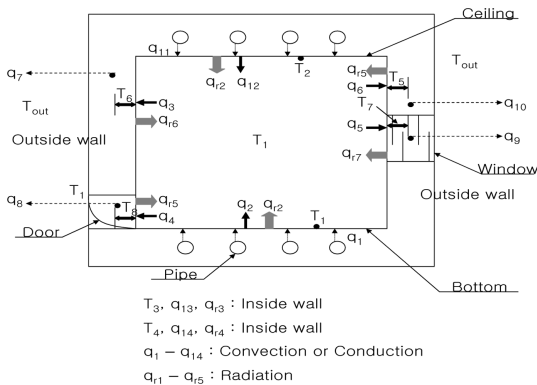 Ceiling
q11
qr2
q12
T2
qr5
T5
Tout
q7
T6
q3
q6
q10
Tout
T7
qr6
T1
q5
q9
Outside wall
qr7
Window
T1
qr5
Outside wall
q8
T8
q4
q2
qr2
T1
Door
q1
Pipe
Bottom
T3, q13, qr3 : Inside wall
T4, q14, qr4 : Inside wall
q1 – q14 : Convection or Conduction
qr1 – qr5 : Radiation